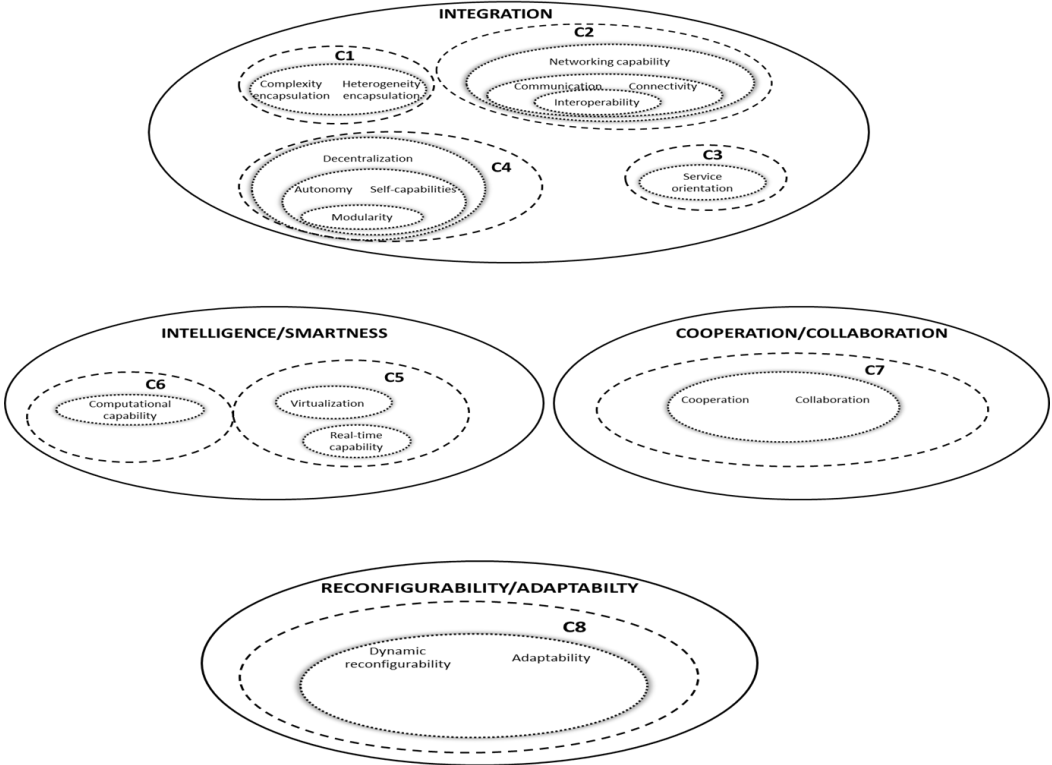 INTEGRATION
C1
Complexity
encapsulation
Heterogeneity
encapsulation
C2
Networking capability
Communication
Connectivity
Interoperability
C4
Decentralization
Autonomy
Self-capabilities
Modularity
C3
Service
orientation
INTELLIGENCE/SMARTNESS
C6
Computational
capability
C5
Virtualization
Real-time
capability
COOPERATION/COLLABORATION
C7
Cooperation
Collaboration
RECONFIGURABILITY/ADAPTABILTY
C8
Dynamic
reconfigurability
Adaptability